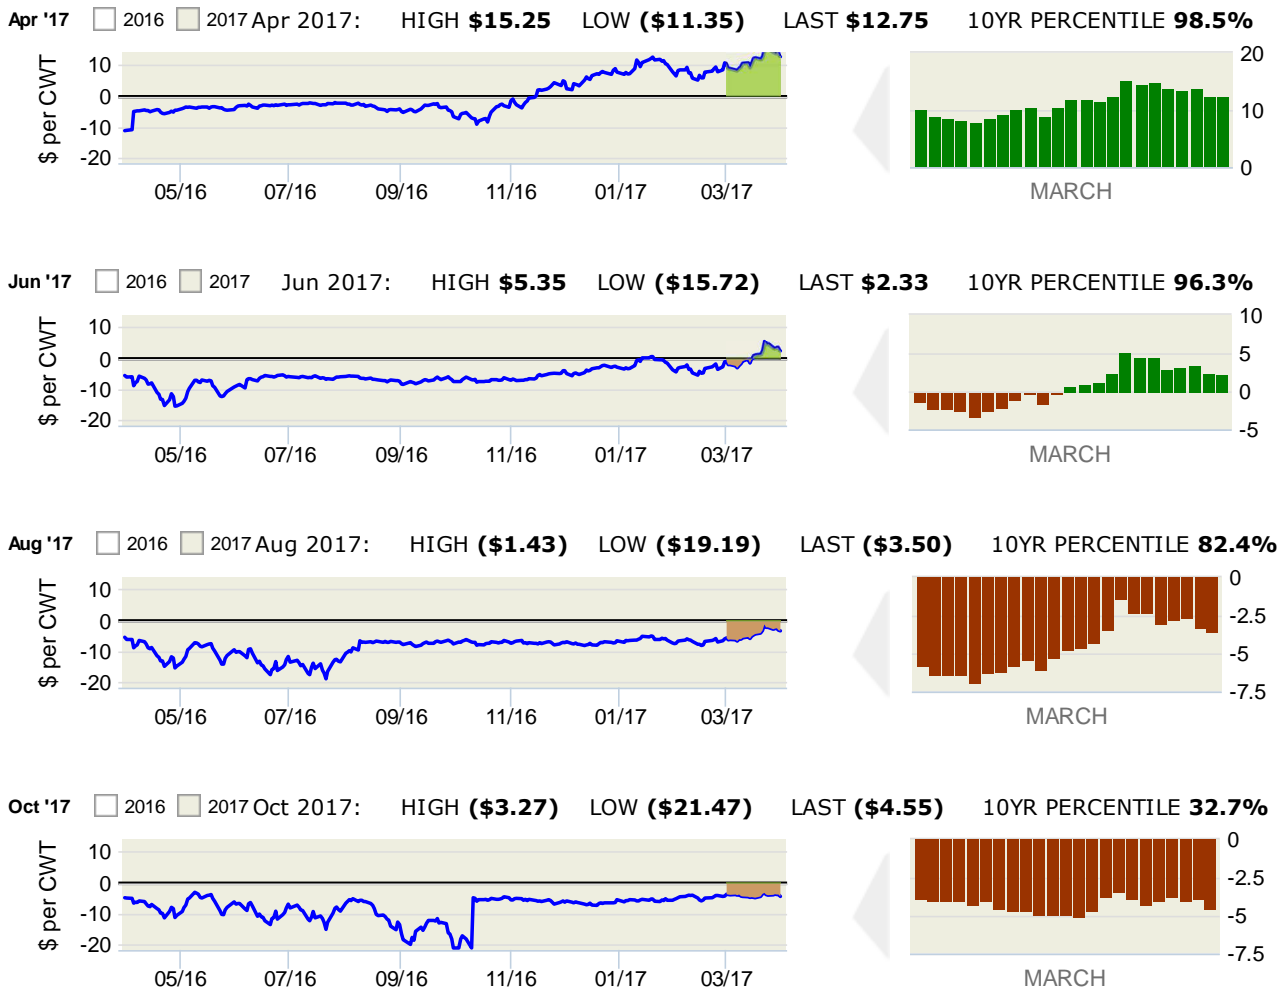 Apr '17 2016 2017 Apr 2017: HIGH $15.25 LOW ($11.35) LAST $12.75 10YR PERCENTILE 98.5%
$ per CWT
10
0
-10
-20
05/16 07/16 09/16 11/16 01/17 03/17
20
10
0
MARCH
Jun '17 2016 2017 Jun 2017: HIGH $5.35 LOW ($15.72) LAST $2.33 10YR PERCENTILE 96.3%
$ per CWT
10
0
-10
-20
05/16 07/16 09/16 11/16 01/17 03/17
10
5
0
-5
MARCH
Aug '17 2016 2017 Aug 2017: HIGH ($1.43) LOW ($19.19) LAST ($3.50) 10YR PERCENTILE 82.4%
$ per CWT
10
0
-10
-20
05/16 07/16 09/16 11/16 01/17 03/17
0
-2.5
-5
-7.5
MARCH
Oct '17 2016 2017 Oct 2017: HIGH ($3.27) LOW ($21.47) LAST ($4.55) 10YR PERCENTILE 32.7%
$ per CWT
10
0
-10
-20
05/16 07/16 09/16 11/16 01/17 03/17
0
-2.5
-5
-7.5
MARCH